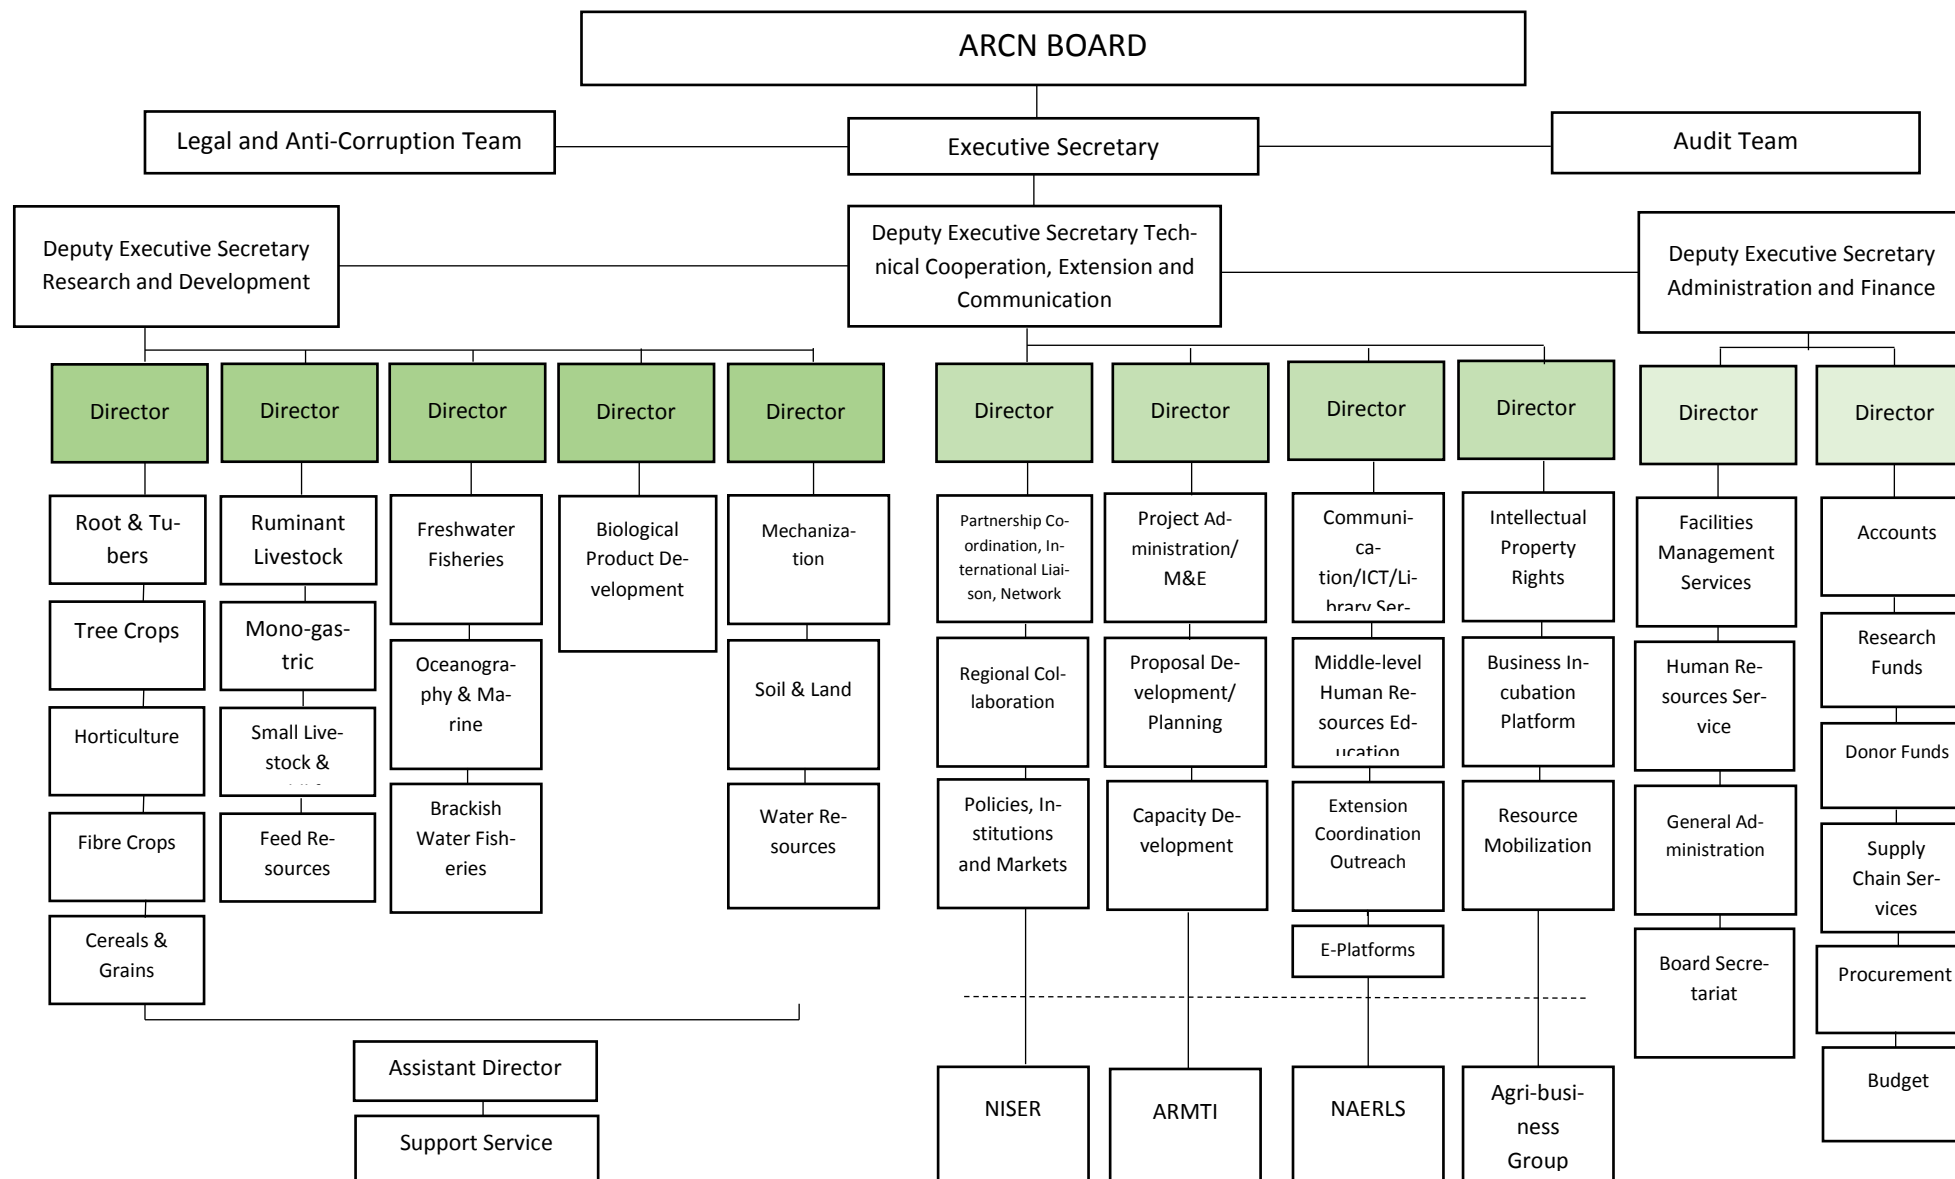 ARCN BOARD
Legal and Anti-Corruption Team
Executive Secretary
Audit Team
Deputy Executive Secretary
Research and Development
Deputy Executive Secretary Tech-
nical Cooperation, Extension and
Communication
Deputy Executive Secretary
Administration and Finance
Director
Director
Director
Director
Director
Director
Director
Director
Director
Director
Director
Root & Tu-
bers
Tree Crops
Horticulture
Fibre Crops
Cereals &
Grains
Ruminant
Livestock
Mono-gas-
tric
Small Live-
stock &
Feed Re-
sources
Freshwater
Fisheries
Oceanogra-
phy & Ma-
rine
Brackish
Water Fish-
eries
Biological
Product De-
velopment
Mechaniza-
tion
Soil & Land
Water Re-
sources
Assistant Director
Support Service
Partnership Co-
ordination, In-
ternational Liai-
son, Network
Regional Col-
laboration
Policies, In-
stitutions
and Markets
NISER
Project Ad-
ministration/
M&E
Proposal De-
velopment/
Planning
Capacity De-
velopment
ARMTI
Communi-
ca-
tion/ICT/Li-
brary Ser-
Middle-level
Human Re-
sources Ed-
ucation
Extension
Coordination
Outreach
E-Platforms
NAERLS
Intellectual
Property
Rights
Business In-
cubation
Platform
Resource
Mobilization
Agri-busi-
ness
Group
Facilities
Management
Services
Human Re-
sources Ser-
vice
General Ad-
ministration
Board Secre-
tariat
Accounts
Research
Funds
Donor Funds
Supply
Chain Ser-
vices
Procurement
Budget